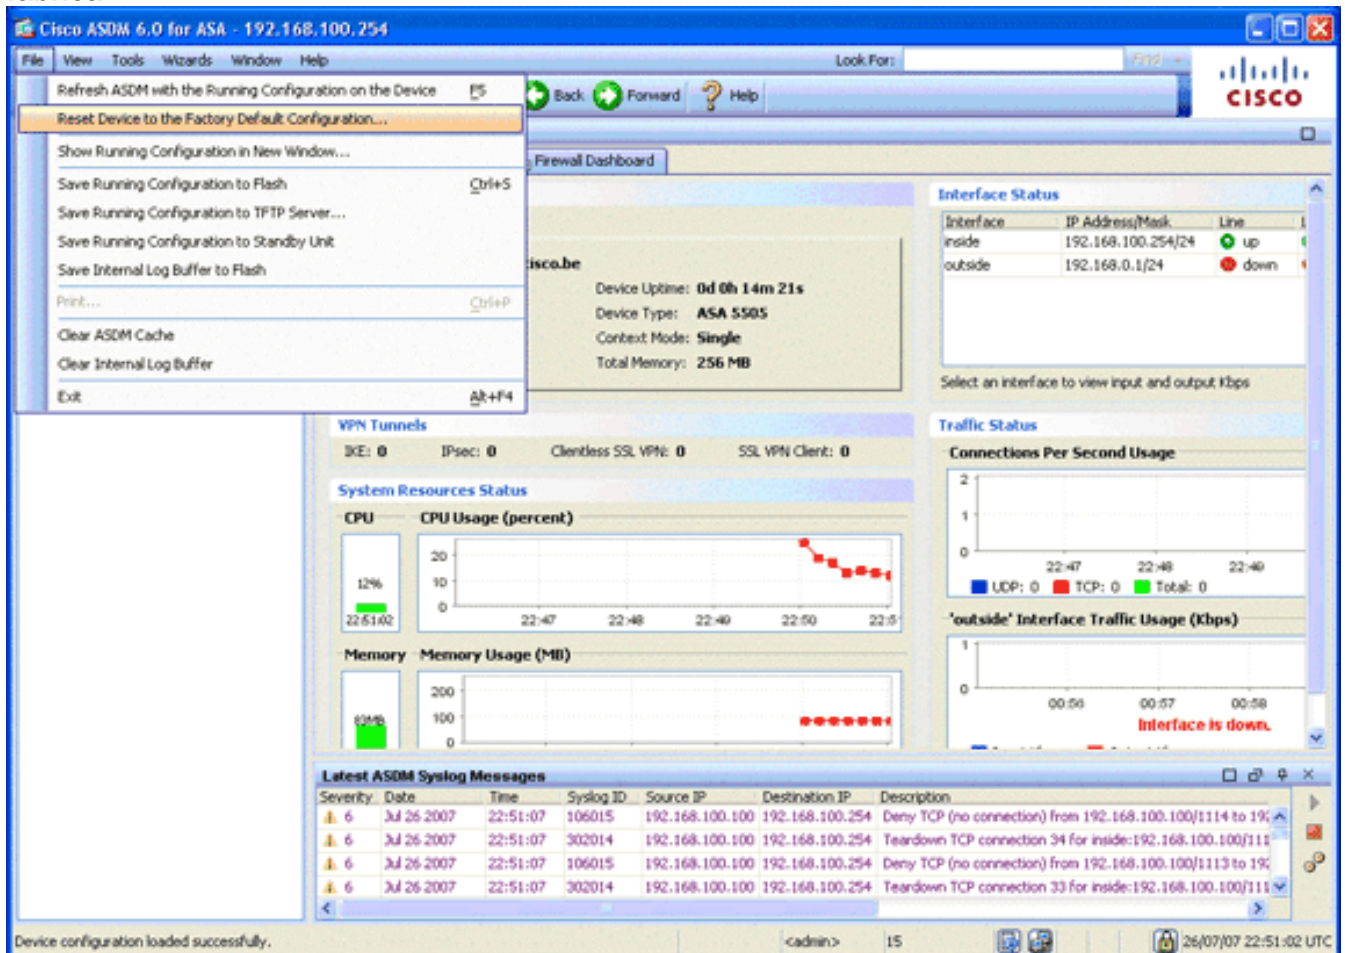 Cisco ASDM 6.0 for ASA - 192.168.100.254
File View Tools Wizards Window Help Look For: Find
Refresh ASDM with the Running Configuration on the Device F5
Back Forward Help
CISCO
Reset Device to the Factory Default Configuration...
Show Running Configuration in New Window...
Firewall Dashboard
Save Running Configuration to Flash Ctrl+S
Save Running Configuration to TFTP Server...
Save Running Configuration to Standby Unit
Save Internal Log Buffer to Flash
Print... Ctrl+P
Clear ASDM Cache
Clear Internal Log Buffer
Exit Alt+F4
isco.be
Device Uptime: 0d 0h 14m 21s
Device Type: ASA 5505
Context Mode: Single
Total Memory: 256 MB
Interface Status
Interface IP Address/Mask Line
inside 192.168.100.254/24 up
outside 192.168.0.1/24 down
Select an interface to view input and output Kbps
VPN Tunnels
IKE: 0 IPsec: 0 Clientless SSL VPN: 0 SSL VPN Client: 0
System Resources Status
CPU CPU Usage (percent)
20
10
0
12%
22:51:02
22:47 22:48 22:49 22:50 22:5
Memory Memory Usage (MB)
200
100
0
83MB
Traffic Status
Connections Per Second Usage
2
1
0
22:47 22:48 22:49
UDP: 0 TCP: 0 Total: 0
'outside' Interface Traffic Usage (Kbps)
1
0
00:56 00:57 00:58
Interface is down.
Latest ASDM Syslog Messages
Severity Date Time Syslog ID Source IP Destination IP Description
6 Jul 26 2007 22:51:07 106015 192.168.100.100 192.168.100.254 Deny TCP (no connection) from 192.168.100.100/1114 to 192
6 Jul 26 2007 22:51:07 302014 192.168.100.100 192.168.100.254 Teardown TCP connection 34 for inside:192.168.100.100/111
6 Jul 26 2007 22:51:07 106015 192.168.100.100 192.168.100.254 Deny TCP (no connection) from 192.168.100.100/1113 to 192
6 Jul 26 2007 22:51:07 302014 192.168.100.100 192.168.100.254 Teardown TCP connection 33 for inside:192.168.100.100/111
Device configuration loaded successfully. <admin> 15 26/07/07 22:51:02 UTC